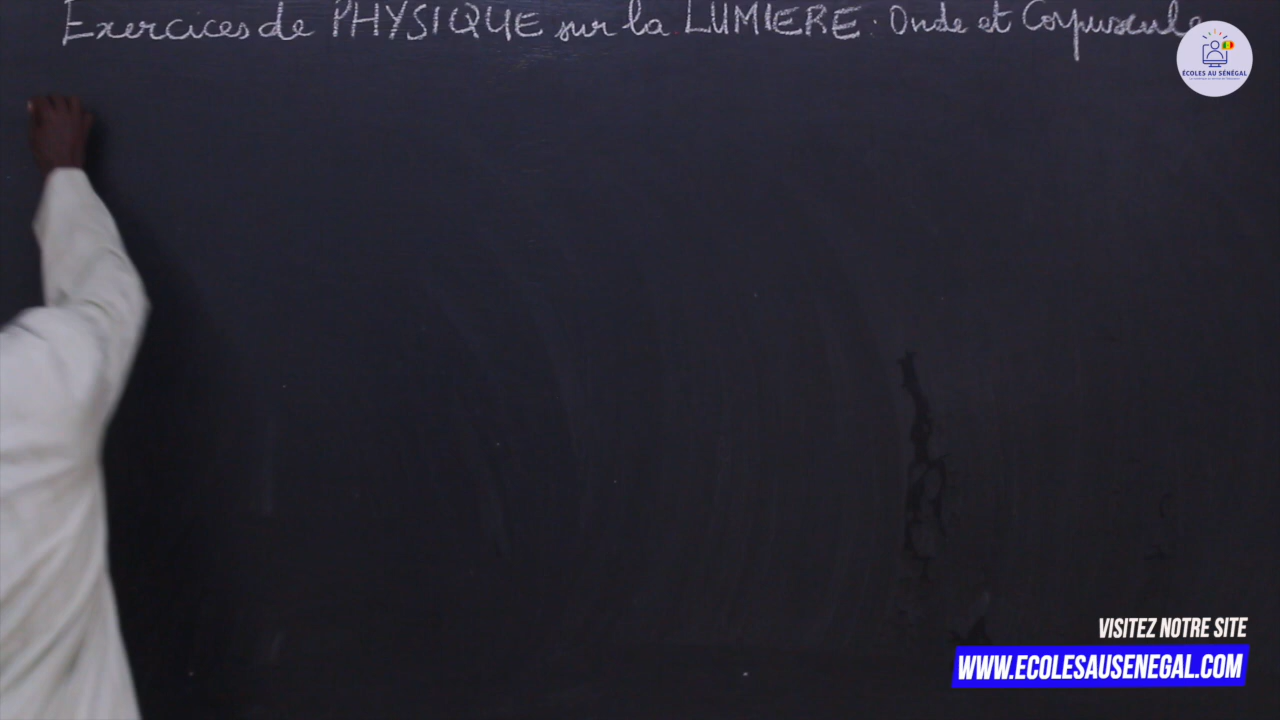 Exercices de PHYSIQUE sur la LUMIERE : Onde et Corpuscule
ÉCOLES AU SÉNÉGAL
VISITEZ NOTRE SITE
WWW.ECOLESAUSENEGAL.COM